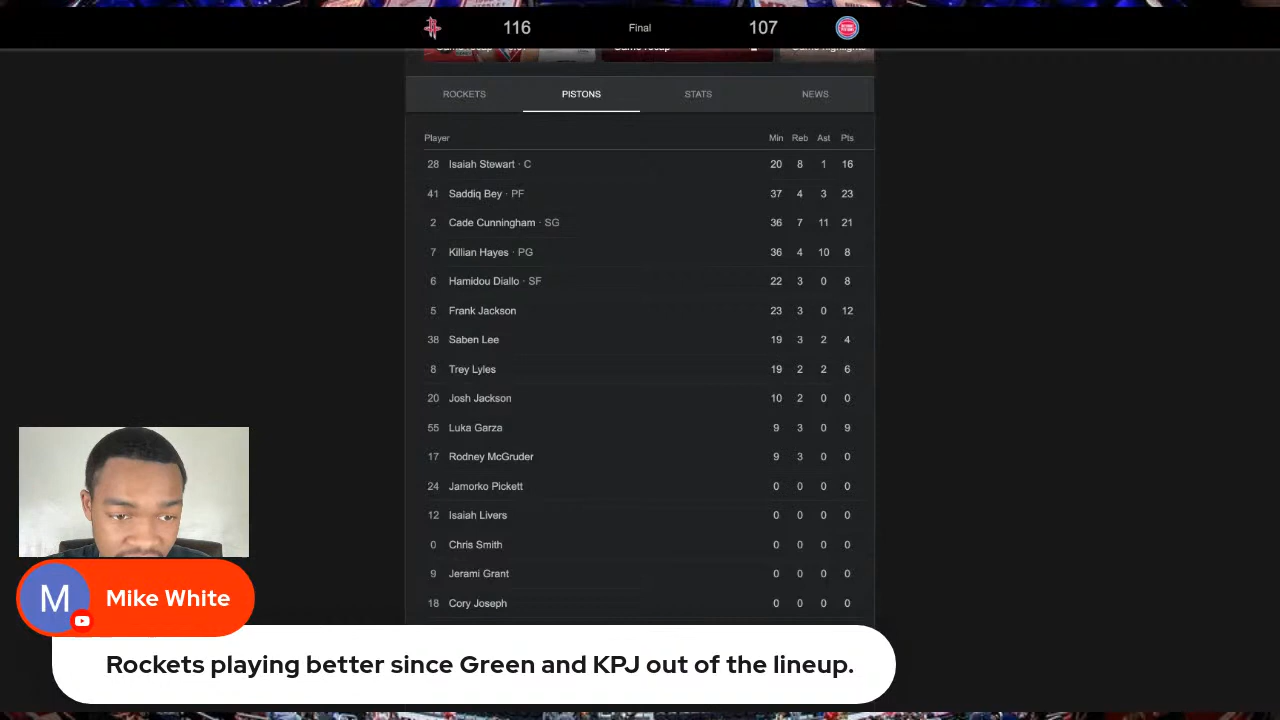 116 Final 107
Game recap
Game recap
Game highlights
ROCKETS PISTONS STATS NEWS
Player Min Reb Ast Pts
28 Isaiah Stewart · C 20 8 1 16
41 Saddiq Bey · PF 37 4 3 23
2 Cade Cunningham · SG 36 7 11 21
7 Killian Hayes · PG 36 4 10 8
6 Hamidou Diallo · SF 22 3 0 8
5 Frank Jackson 23 3 0 12
38 Saben Lee 19 3 2 4
8 Trey Lyles 19 2 2 6
20 Josh Jackson 10 2 0 0
55 Luka Garza 9 3 0 9
17 Rodney McGruder 9 3 0 0
24 Jamorko Pickett 0 0 0 0
12 Isaiah Livers 0 0 0 0
0 Chris Smith 0 0 0 0
9 Jerami Grant 0 0 0 0
18 Cory Joseph 0 0 0 0
M Mike White
Rockets playing better since Green and KPJ out of the lineup.